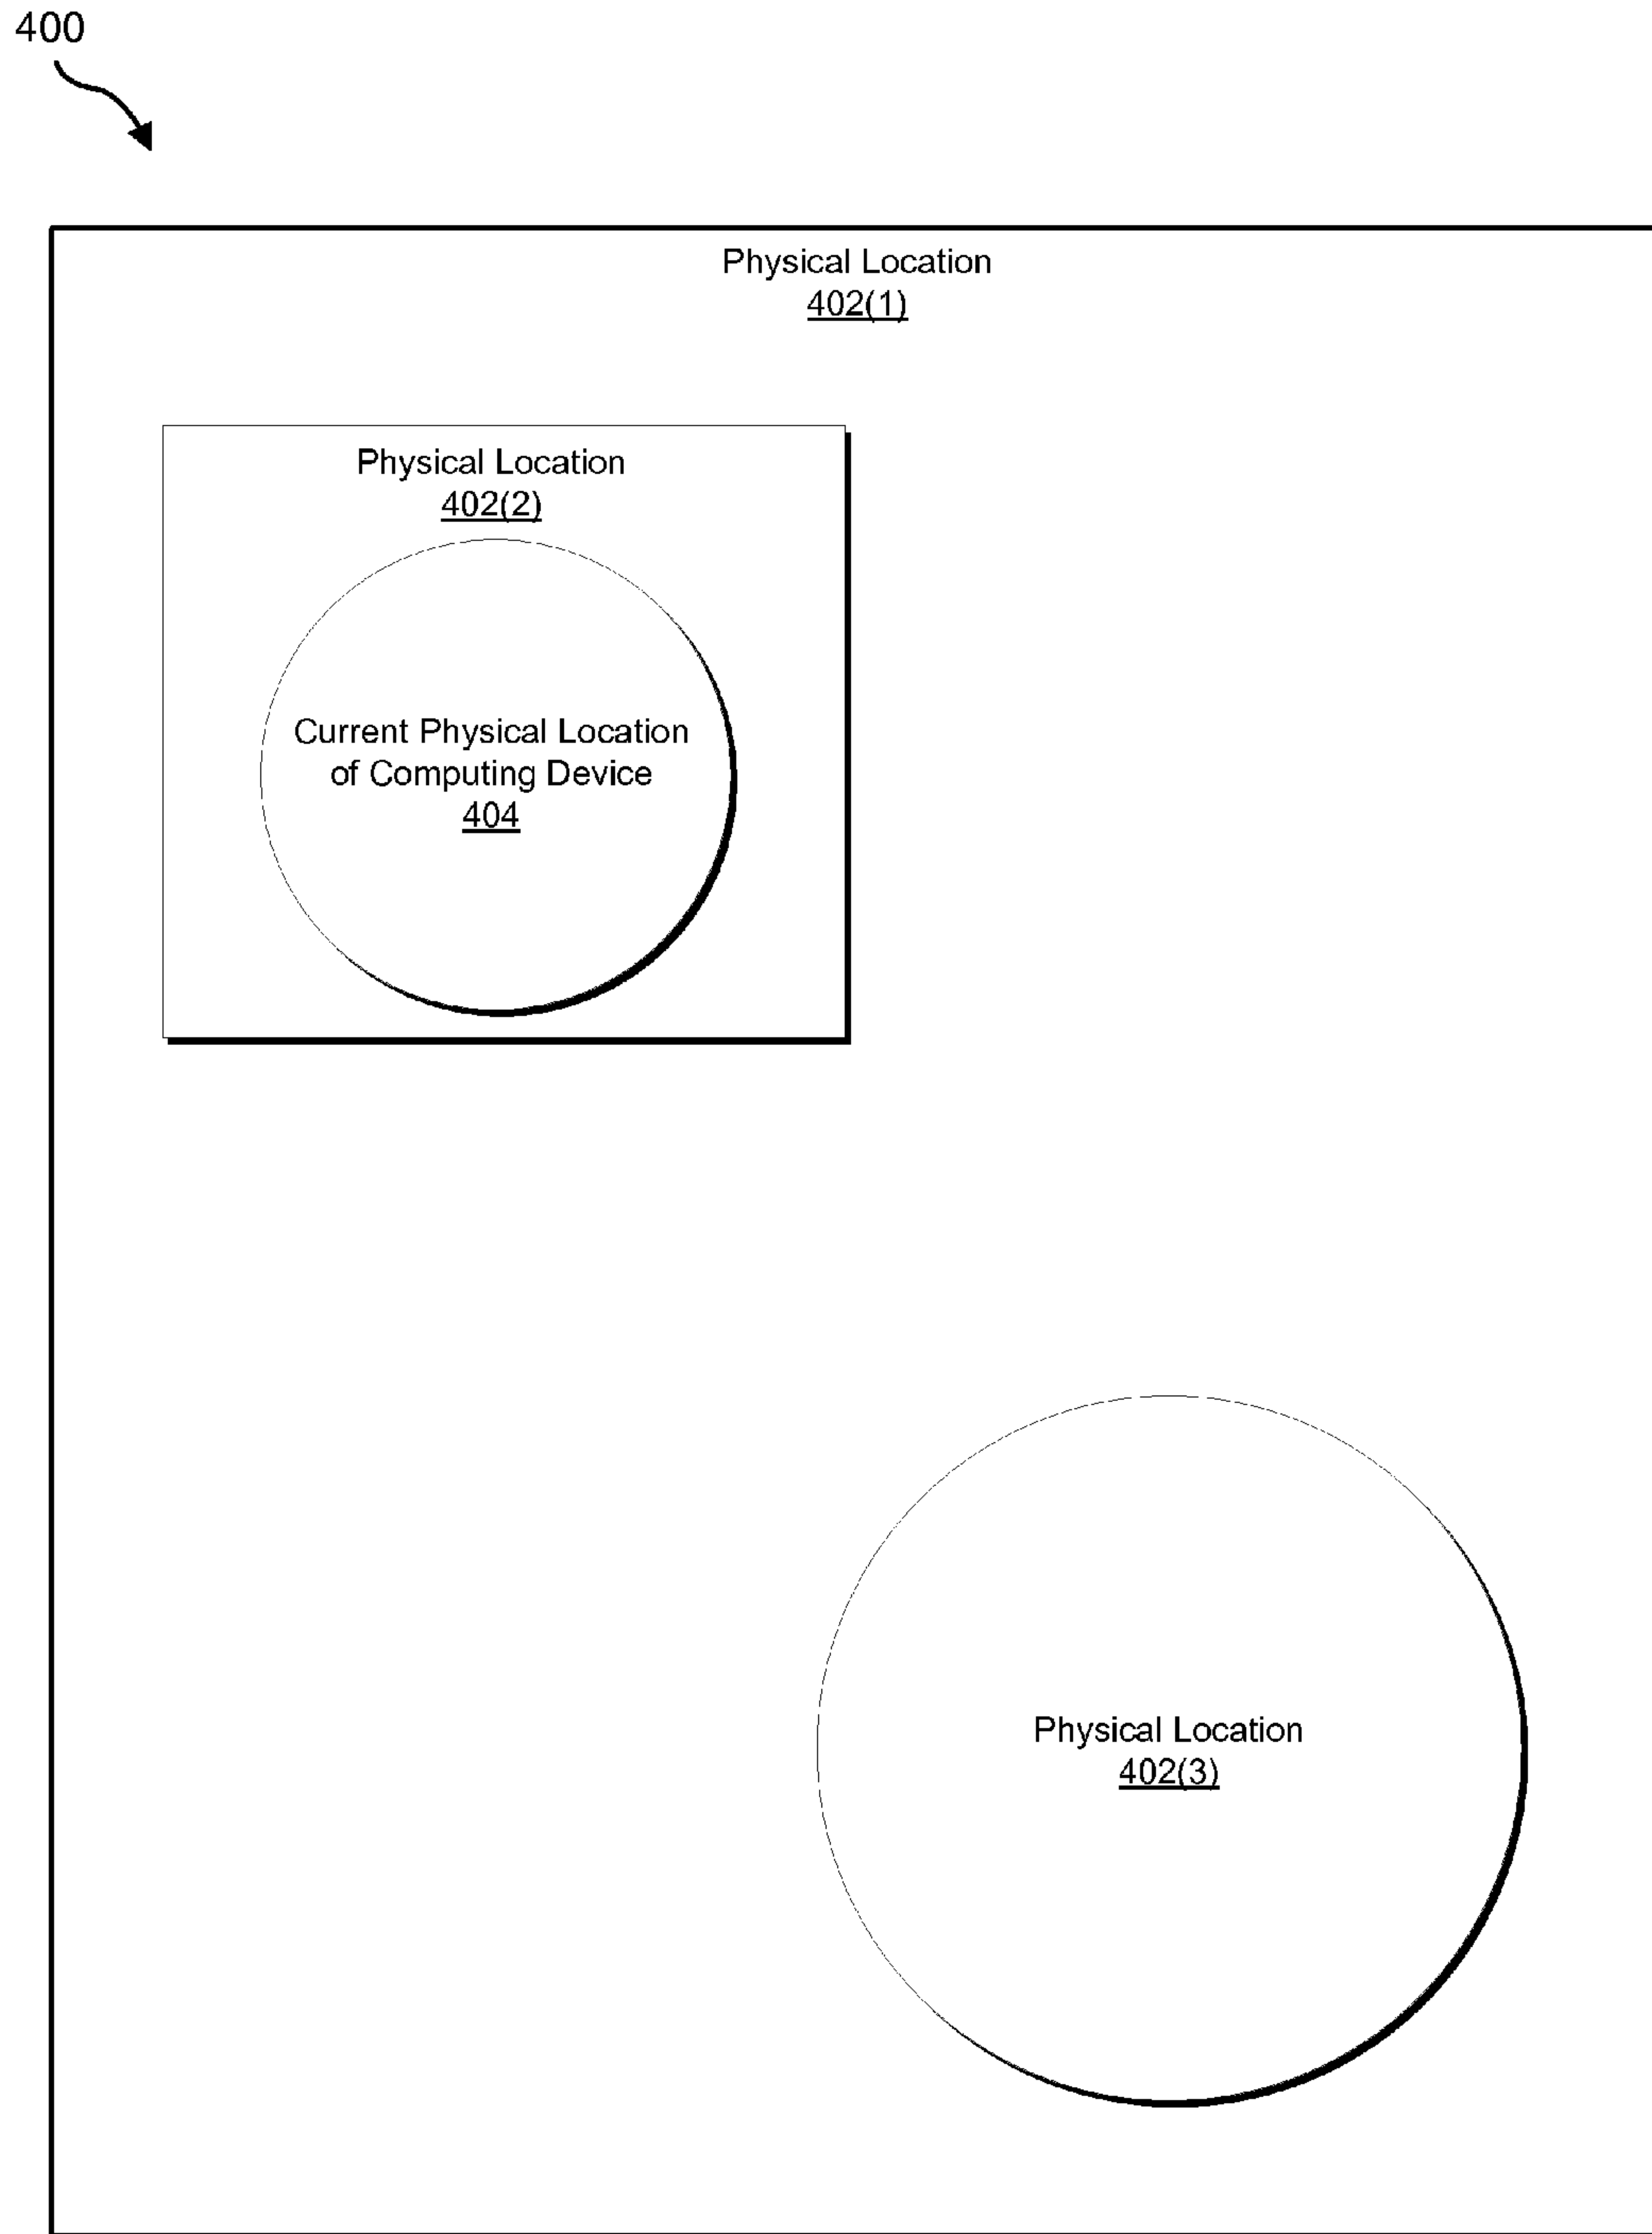 400
Physical Location
402(1)
Physical Location
402(2)
Current Physical Location
of Computing Device
404
Physical Location
402(3)